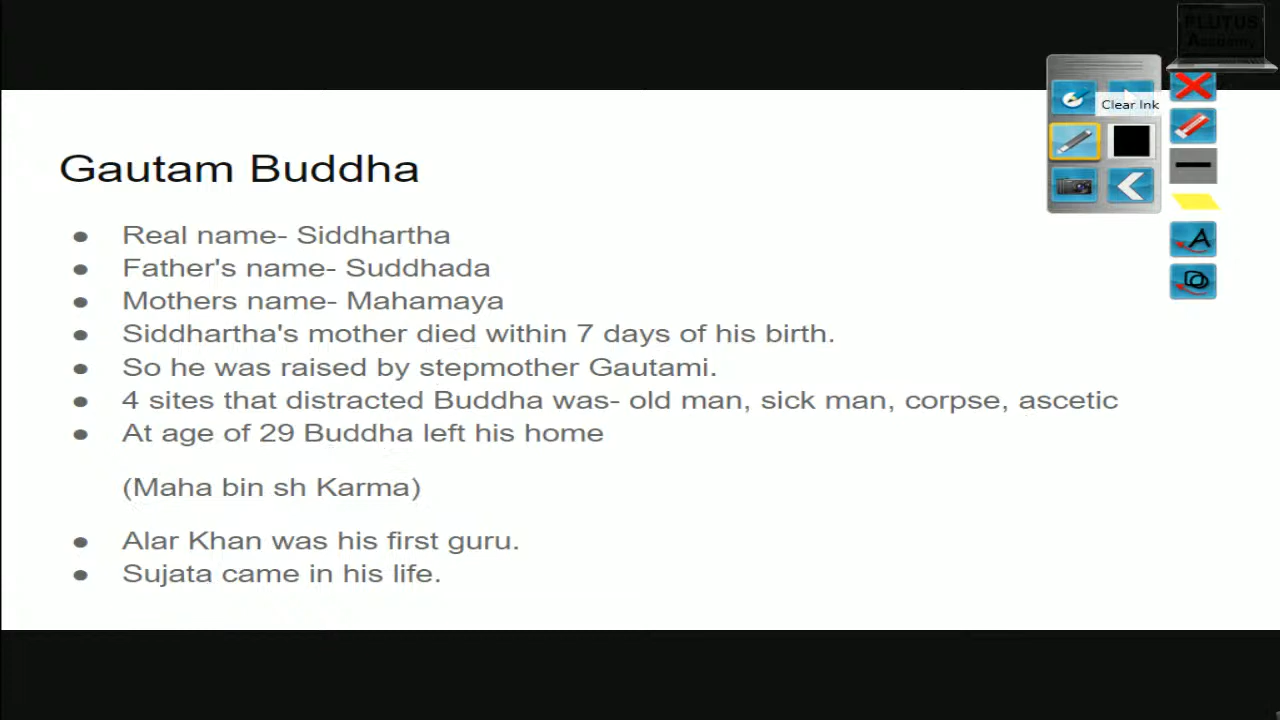 PLUTUS
Academy
Clear Ink
Gautam Buddha
● Real name- Siddhartha
● Father's name- Suddhada
● Mothers name- Mahamaya
● Siddhartha's mother died within 7 days of his birth.
● So he was raised by stepmother Gautami.
● 4 sites that distracted Buddha was- old man, sick man, corpse, ascetic
● At age of 29 Buddha left his home
(Maha bin sh Karma)
● Alar Khan was his first guru.
● Sujata came in his life.